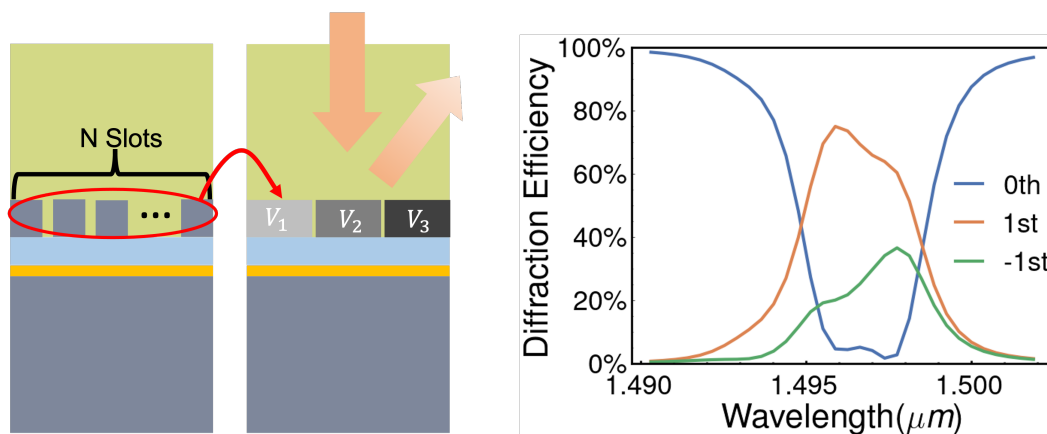 N Slots
...
V₁ V₂ V₃
Diffraction Efficiency
100%
80%
60%
40%
20%
0%
0th
1st
-1st
1.490 1.495 1.500
Wavelength(μm)